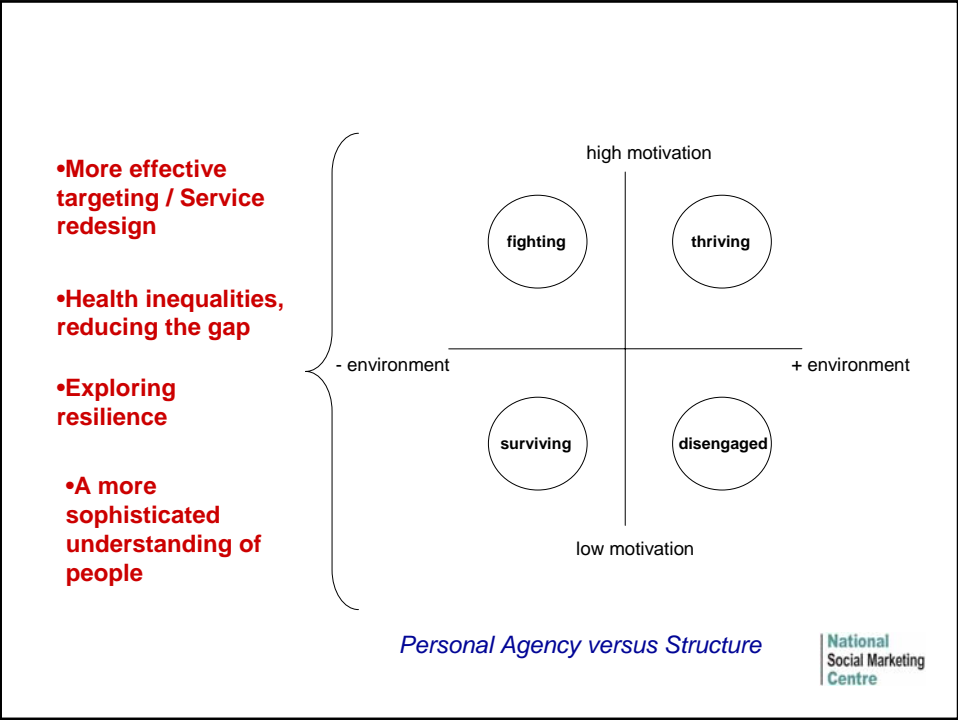 •More effective
targeting / Service
redesign
•Health inequalities,
reducing the gap
•Exploring
resilience
•A more
sophisticated
understanding of
people
high motivation
fighting
thriving
- environment
+ environment
surviving
disengaged
low motivation
Personal Agency versus Structure
National
Social Marketing
Centre